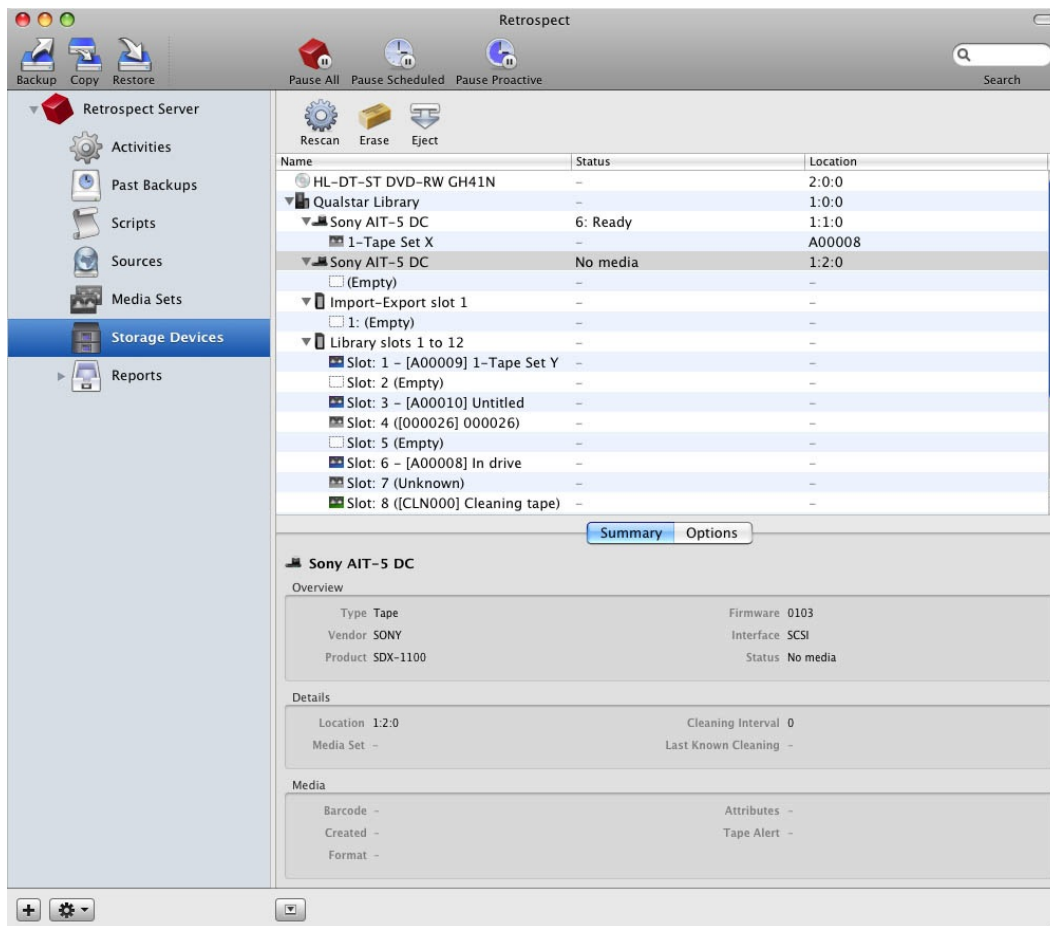 Retrospect
Backup Copy Restore Pause All Pause Scheduled Pause Proactive Search
Retrospect Server
Activities
Past Backups
Scripts
Sources
Media Sets
Storage Devices
Reports
Rescan Erase Eject
Name Status Location
HL-DT-ST DVD-RW GH41N – 2:0:0
Qualstar Library – 1:0:0
Sony AIT-5 DC 6: Ready 1:1:0
1-Tape Set X – A00008
Sony AIT-5 DC No media 1:2:0
(Empty) – –
Import-Export slot 1 – –
1: (Empty) – –
Library slots 1 to 12 – –
Slot: 1 – [A00009] 1-Tape Set Y – –
Slot: 2 (Empty) – –
Slot: 3 – [A00010] Untitled – –
Slot: 4 ([000026] 000026) – –
Slot: 5 (Empty) – –
Slot: 6 – [A00008] In drive – –
Slot: 7 (Unknown) – –
Slot: 8 ([CLN000] Cleaning tape) – –
Summary Options
Sony AIT-5 DC
Overview
Type Tape Firmware 0103
Vendor SONY Interface SCSI
Product SDX-1100 Status No media
Details
Location 1:2:0 Cleaning Interval 0
Media Set – Last Known Cleaning –
Media
Barcode – Attributes –
Created – Tape Alert –
Format –